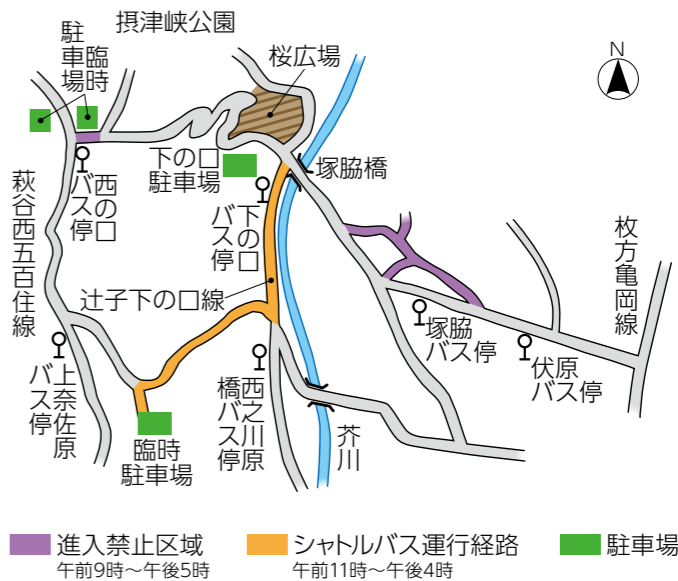 摂津峡公園
臨時
駐車場
桜広場
N
下の口
駐車場
塚脇橋
西の口
バス停
下の口
バス停
萩谷西五百住線
枚方亀岡線
辻子下の口線
塚脇
バス停
伏原
バス停
上奈佐原
バス停
西之川原
橋バス停
芥川
臨時
駐車場
進入禁止区域
午前9時～午後5時
シャトルバス運行経路
午前11時～午後4時
駐車場